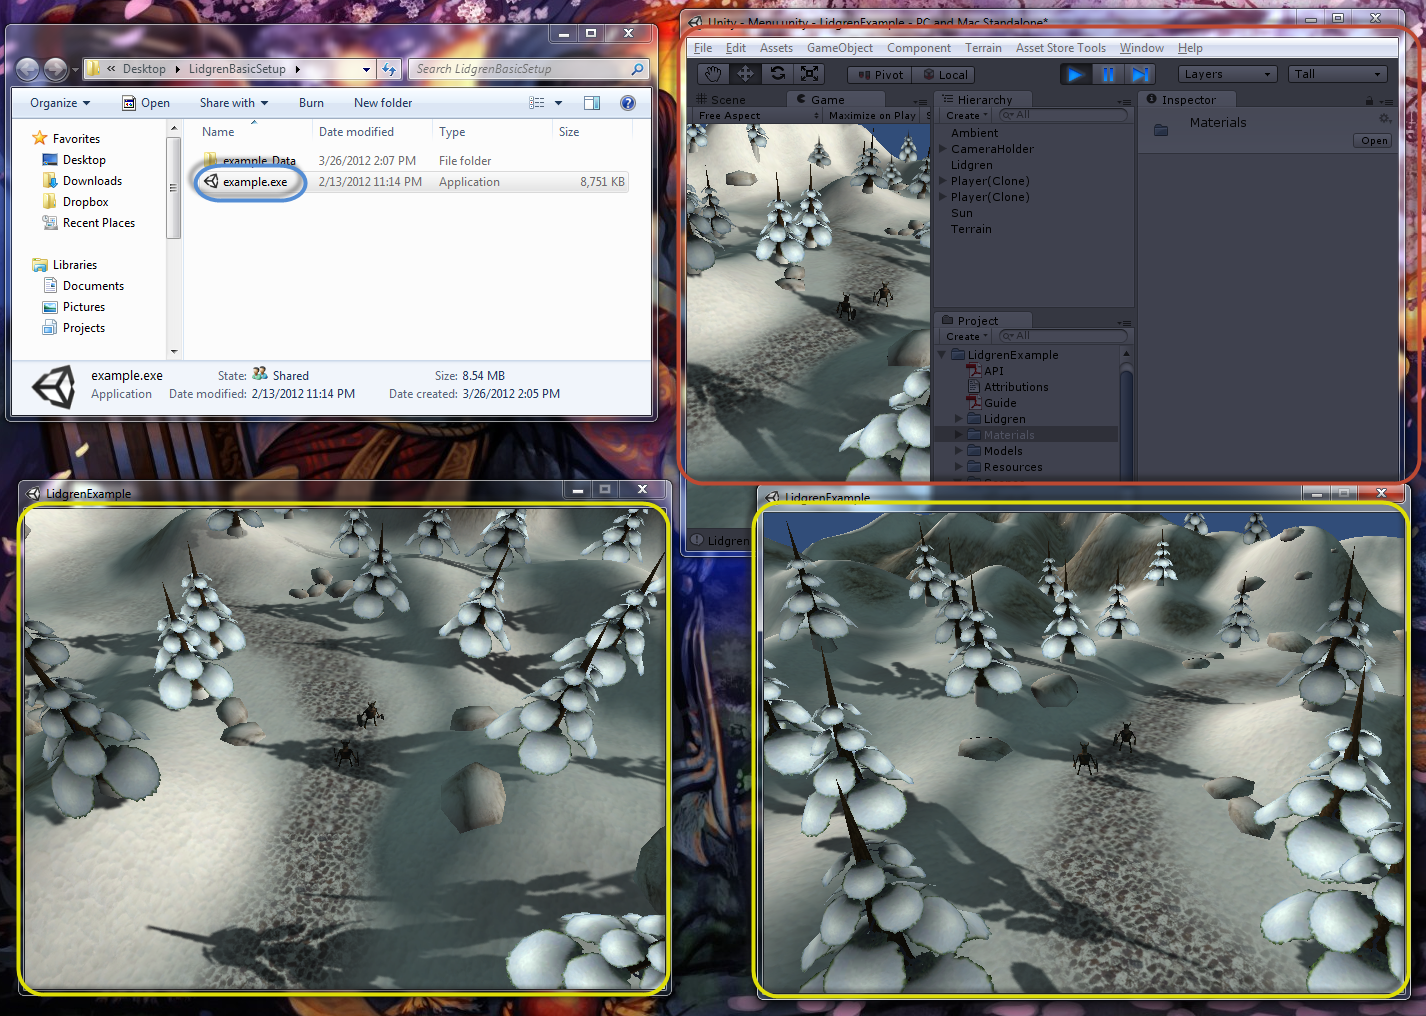 « Desktop ▸ LidgrenBasicSetup ▸
Search LidgrenBasicSetup
Organize Open Share with Burn New folder
Name Date modified Type Size
example_Data 3/26/2012 2:07 PM File folder
example.exe 2/13/2012 11:14 PM Application 8,751 KB
Favorites
Desktop
Downloads
Dropbox
Recent Places
Libraries
Documents
Pictures
Projects
example.exe State: Shared Size: 8.54 MB
Application Date modified: 2/13/2012 11:14 PM Date created: 3/26/2012 2:05 PM
Unity - Menu.unity - LidgrenExample - PC and Mac Standalone*
File Edit Assets GameObject Component Terrain Asset Store Tools Window Help
Pivot Local Layers Tall
Scene Game
Free Aspect Maximize on Play S
Hierarchy
Create All
Ambient
CameraHolder
Lidgren
Player(Clone)
Player(Clone)
Sun
Terrain
Inspector
Materials
Open
Project
Create All
LidgrenExample
API
Attributions
Guide
Lidgren
Materials
Models
Resources
Lidgren
LidgrenExample
LidgrenExample